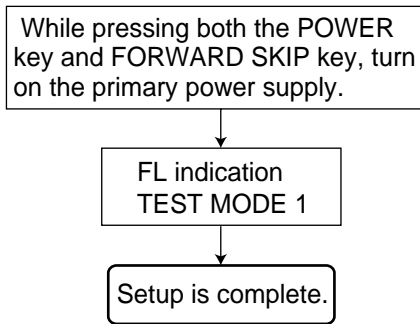 While pressing both the POWER
key and FORWARD SKIP key, turn
on the primary power supply.
FL indication
TEST MODE 1
Setup is complete.